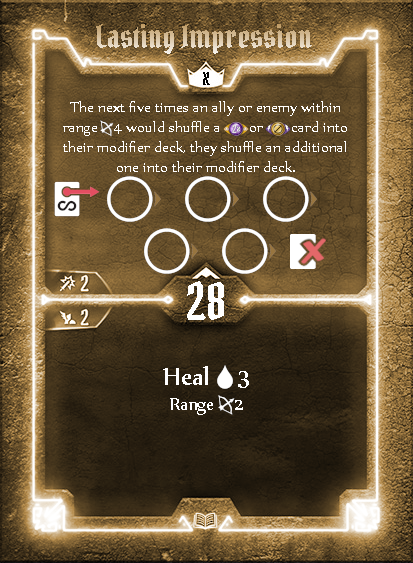 Lasting Impression
א
The next five times an ally or enemy within
range 4 would shuffle a or card into
their modifier deck, they shuffle an additional
one into their modifier deck.
S
2
28
2
Heal 3
Range 2